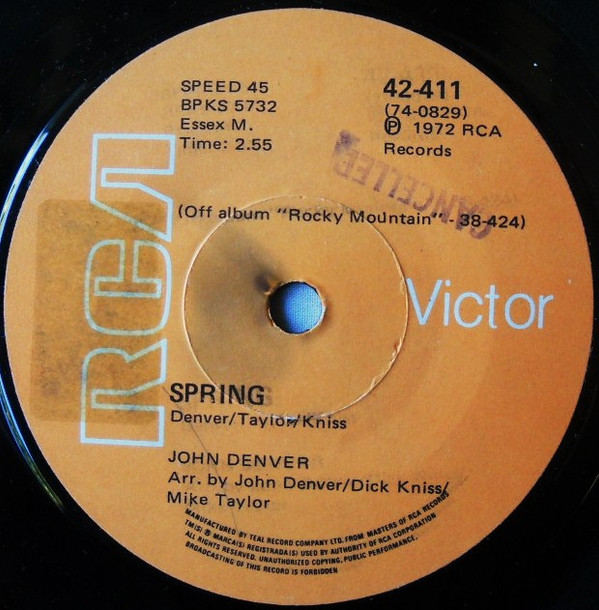 SPEED 45
BPKS 5732
Essex M.
Time: 2.55
42-411
(74-0829)
Ⓟ 1972 RCA
Records
CANCELLED
(Off album "Rocky Mountain" - 38-424)
RCA
Victor
SPRING
Denver/Taylor/Kniss
JOHN DENVER
Arr. by John Denver/Dick Kniss/
Mike Taylor
MANUFACTURED BY TEAL RECORD COMPANY LTD. FROM MASTERS OF RCA RECORDS
TM(S) ® MARCA(S) REGISTRADA(S) USED BY AUTHORITY OF RCA CORPORATION
ALL RIGHTS RESERVED. UNAUTHORIZED COPYING, PUBLIC PERFORMANCE,
BROADCASTING OF THIS RECORD IS FORBIDDEN